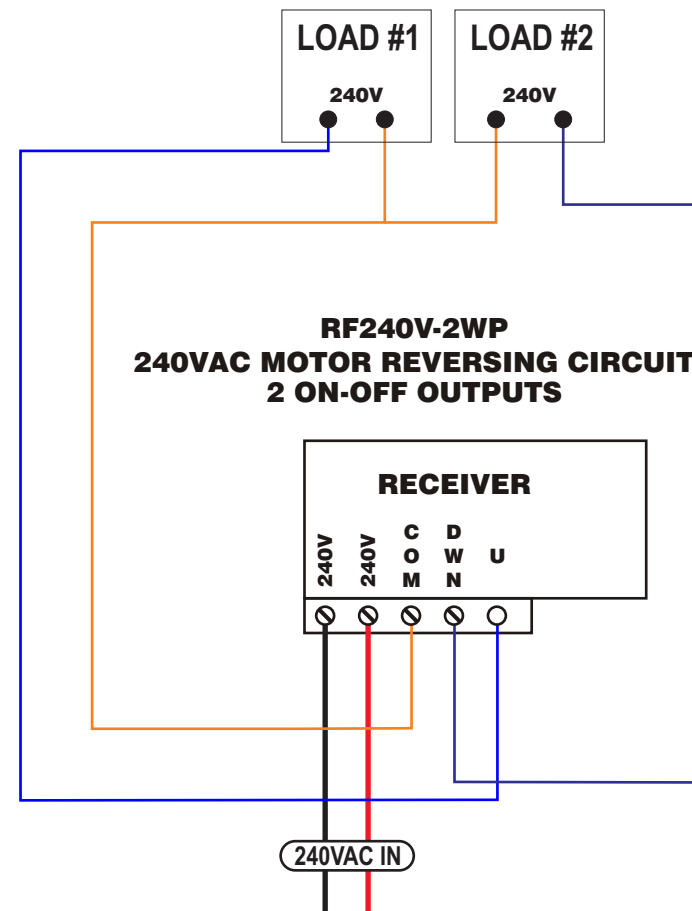 LOAD #1
LOAD #2
240V
240V
RF240V-2WP
240VAC MOTOR REVERSING CIRCUIT
2 ON-OFF OUTPUTS
RECEIVER
240V
240V
COM
DWN
U
240VAC IN